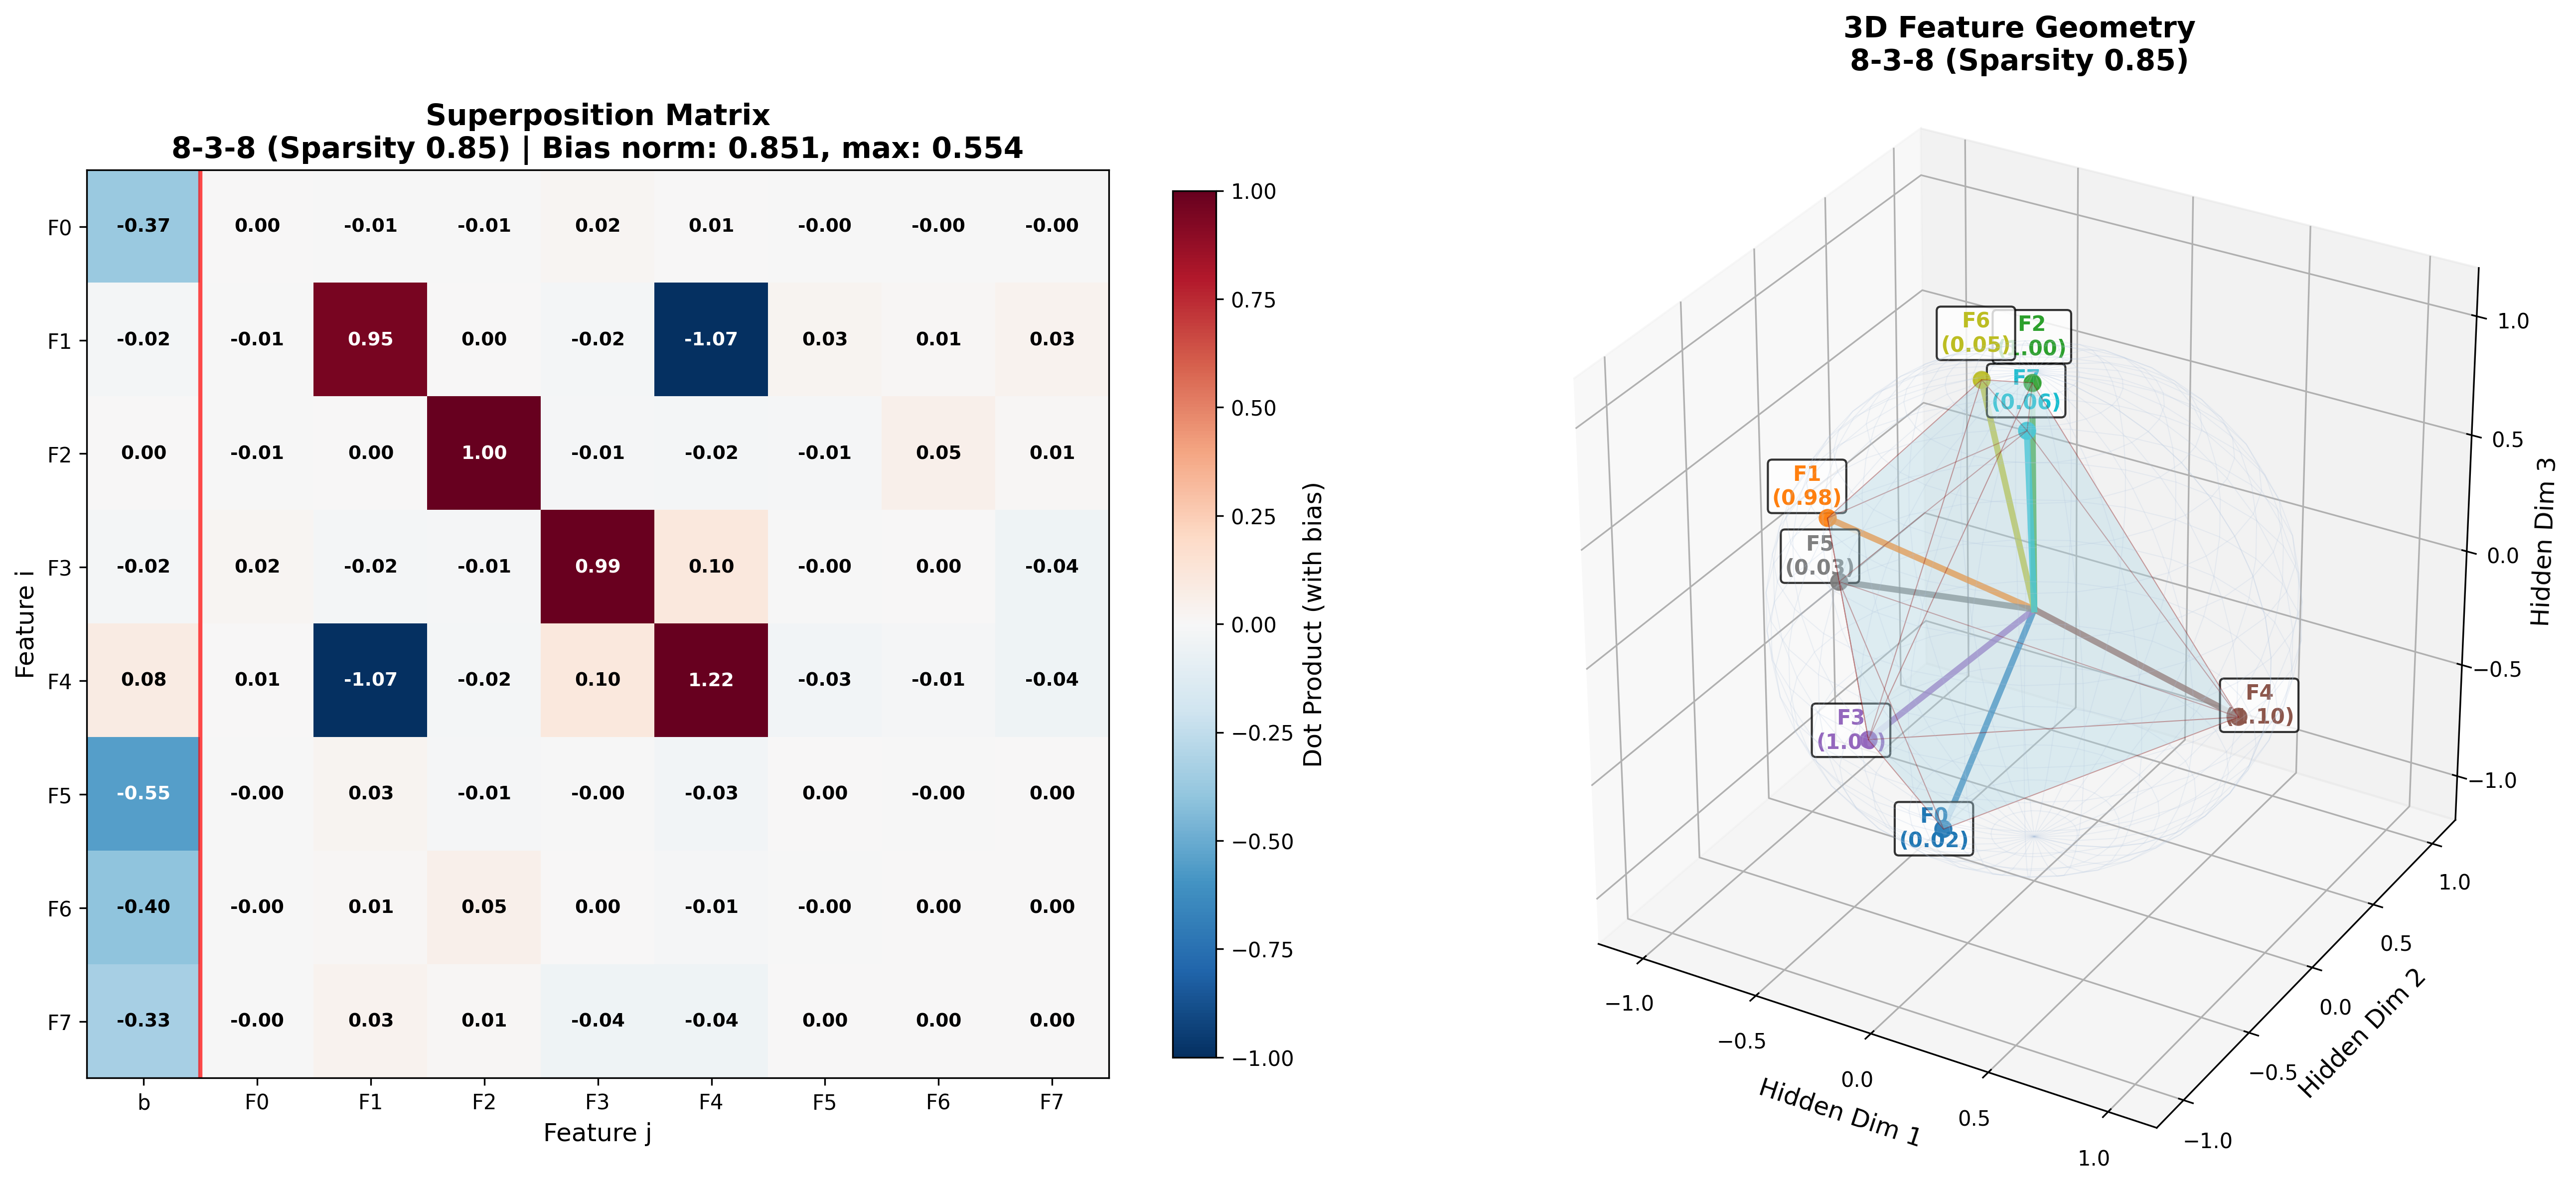 Superposition Matrix
8-3-8 (Sparsity 0.85) | Bias norm: 0.851, max: 0.554
F0 -0.37 0.00 -0.01 -0.01 0.02 0.01 -0.00 -0.00 -0.00
F1 -0.02 -0.01 0.95 0.00 -0.02 -1.07 0.03 0.01 0.03
F2 0.00 -0.01 0.00 1.00 -0.01 -0.02 -0.01 0.05 0.01
F3 -0.02 0.02 -0.02 -0.01 0.99 0.10 -0.00 0.00 -0.04
F4 0.08 0.01 -1.07 -0.02 0.10 1.22 -0.03 -0.01 -0.04
F5 -0.55 -0.00 0.03 -0.01 -0.00 -0.03 0.00 -0.00 0.00
F6 -0.40 -0.00 0.01 0.05 0.00 -0.01 -0.00 0.00 0.00
F7 -0.33 -0.00 0.03 0.01 -0.04 -0.04 0.00 0.00 0.00
b F0 F1 F2 F3 F4 F5 F6 F7
Feature j
Feature i
1.00
0.75
0.50
0.25
0.00
−0.25
−0.50
−0.75
−1.00
Dot Product (with bias)
3D Feature Geometry
8-3-8 (Sparsity 0.85)
F6
(0.05)
F2
.00)
F7
(0.06)
F1
(0.98)
F5
(0.03)
F3
(1.0 )
F4
.10)
F0
(0.02)
−1.0
−0.5
0.0
0.5
1.0
Hidden Dim 1
−1.0
−0.5
0.0
0.5
1.0
Hidden Dim 2
1.0
0.5
0.0
−0.5
−1.0
Hidden Dim 3